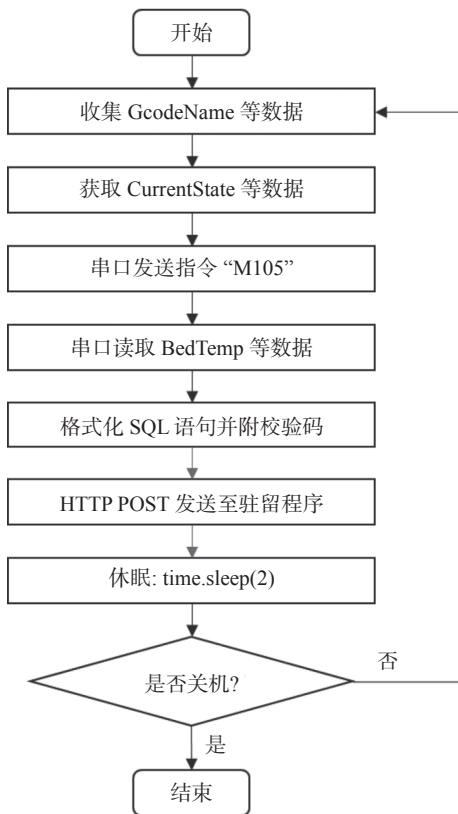 开始
收集 GcodeName 等数据
获取 CurrentState 等数据
串口发送指令 “M105”
串口读取 BedTemp 等数据
格式化 SQL 语句并附校验码
HTTP POST 发送至驻留程序
休眠: time.sleep(2)
是否关机?
否
是
结束